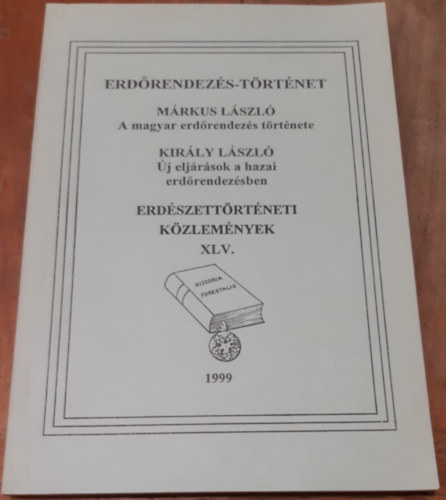 ERDŐRENDEZÉS-TÖRTÉNET
MÁRKUS LÁSZLÓ
A magyar erdőrendezés története
KIRÁLY LÁSZLÓ
Új eljárások a hazai
erdőrendezésben
ERDÉSZETTÖRTÉNETI
KÖZLEMÉNYEK
XLV.
HISTORIA
FORESTALIS
1999